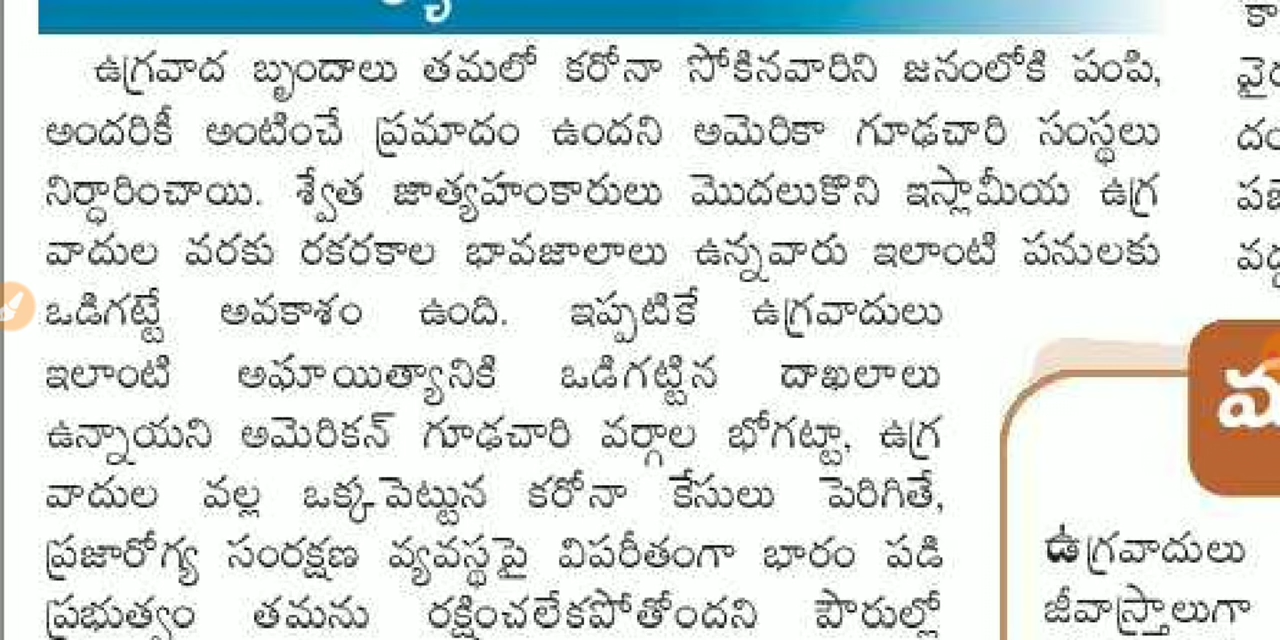 ఉగ్రవాద బృందాలు తమలో కరోనా సోకినవారిని జనంలోకి పంపి,
అందరికీ అంటించే ప్రమాదం ఉందని అమెరికా గూఢచారి సంస్థలు
నిర్ధారించాయి. శ్వేత జాత్యహంకారులు మొదలుకొని ఇస్లామీయ ఉగ్ర
వాదుల వరకు రకరకాల భావజాలాలు ఉన్నవారు ఇలాంటి పనులకు
ఒడిగట్టే అవకాశం ఉంది. ఇప్పటికే ఉగ్రవాదులు
ఇలాంటి అఘాయిత్యానికి ఒడిగట్టిన దాఖలాలు
ఉన్నాయని అమెరికన్ గూఢచారి వర్గాల భోగట్టా, ఉగ్ర
వాదుల వల్ల ఒక్కపెట్టున కరోనా కేసులు పెరిగితే,
ప్రజారోగ్య సంరక్షణ వ్యవస్థపై విపరీతంగా భారం పడి
ప్రభుత్వం తమను రక్షించలేకపోతోందని పౌరుల్లో
ఉగ్రవాదులు
జీవాస్త్రాలుగా